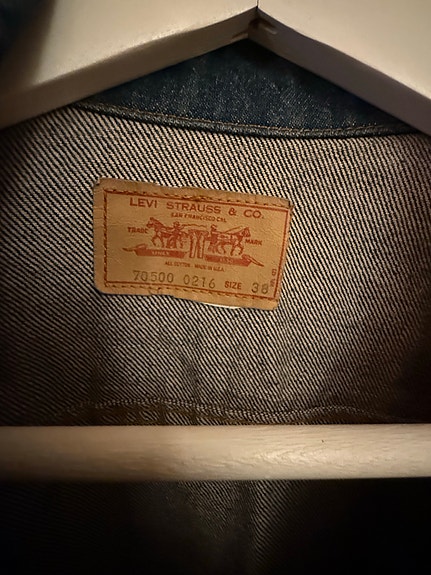 LEVI STRAUSS & CO.
SAN FRANCISCO CAL.
TRADE MARK
ALL COTTON MADE IN U.S.A.
70500 0216 SIZE 38